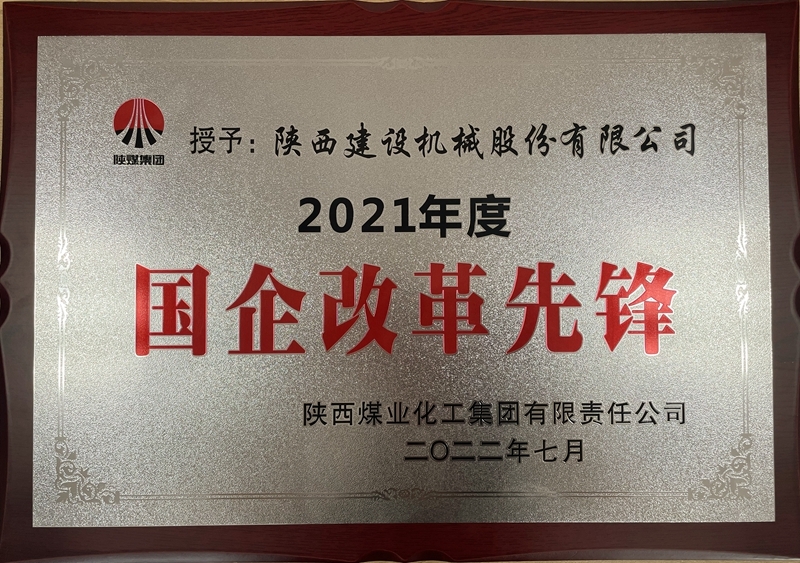 陕煤集团
授予：陕西建设机械股份有限公司
2021年度
国企改革先锋
陕西煤业化工集团有限责任公司
二〇二二年七月